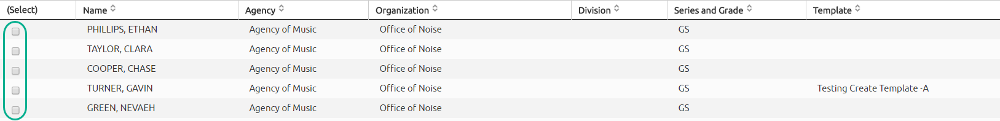 (Select) Name Agency Organization Division Series and Grade Template
PHILLIPS, ETHAN Agency of Music Office of Noise GS
TAYLOR, CLARA Agency of Music Office of Noise GS
COOPER, CHASE Agency of Music Office of Noise GS
TURNER, GAVIN Agency of Music Office of Noise GS Testing Create Template -A
GREEN, NEVAEH Agency of Music Office of Noise GS